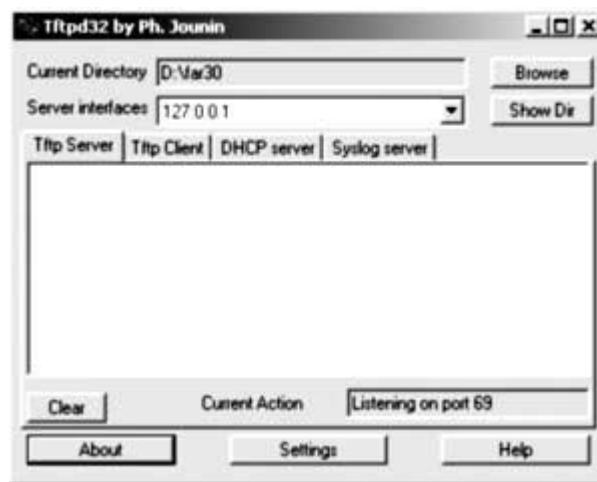 Tftpd32 by Ph. Jounin
Current Directory D:\far30 Browse
Server interfaces 127.0.0.1 Show Dir
Tftp Server Tftp Client DHCP server Syslog server
Clear Current Action Listening on port 69
About Settings Help